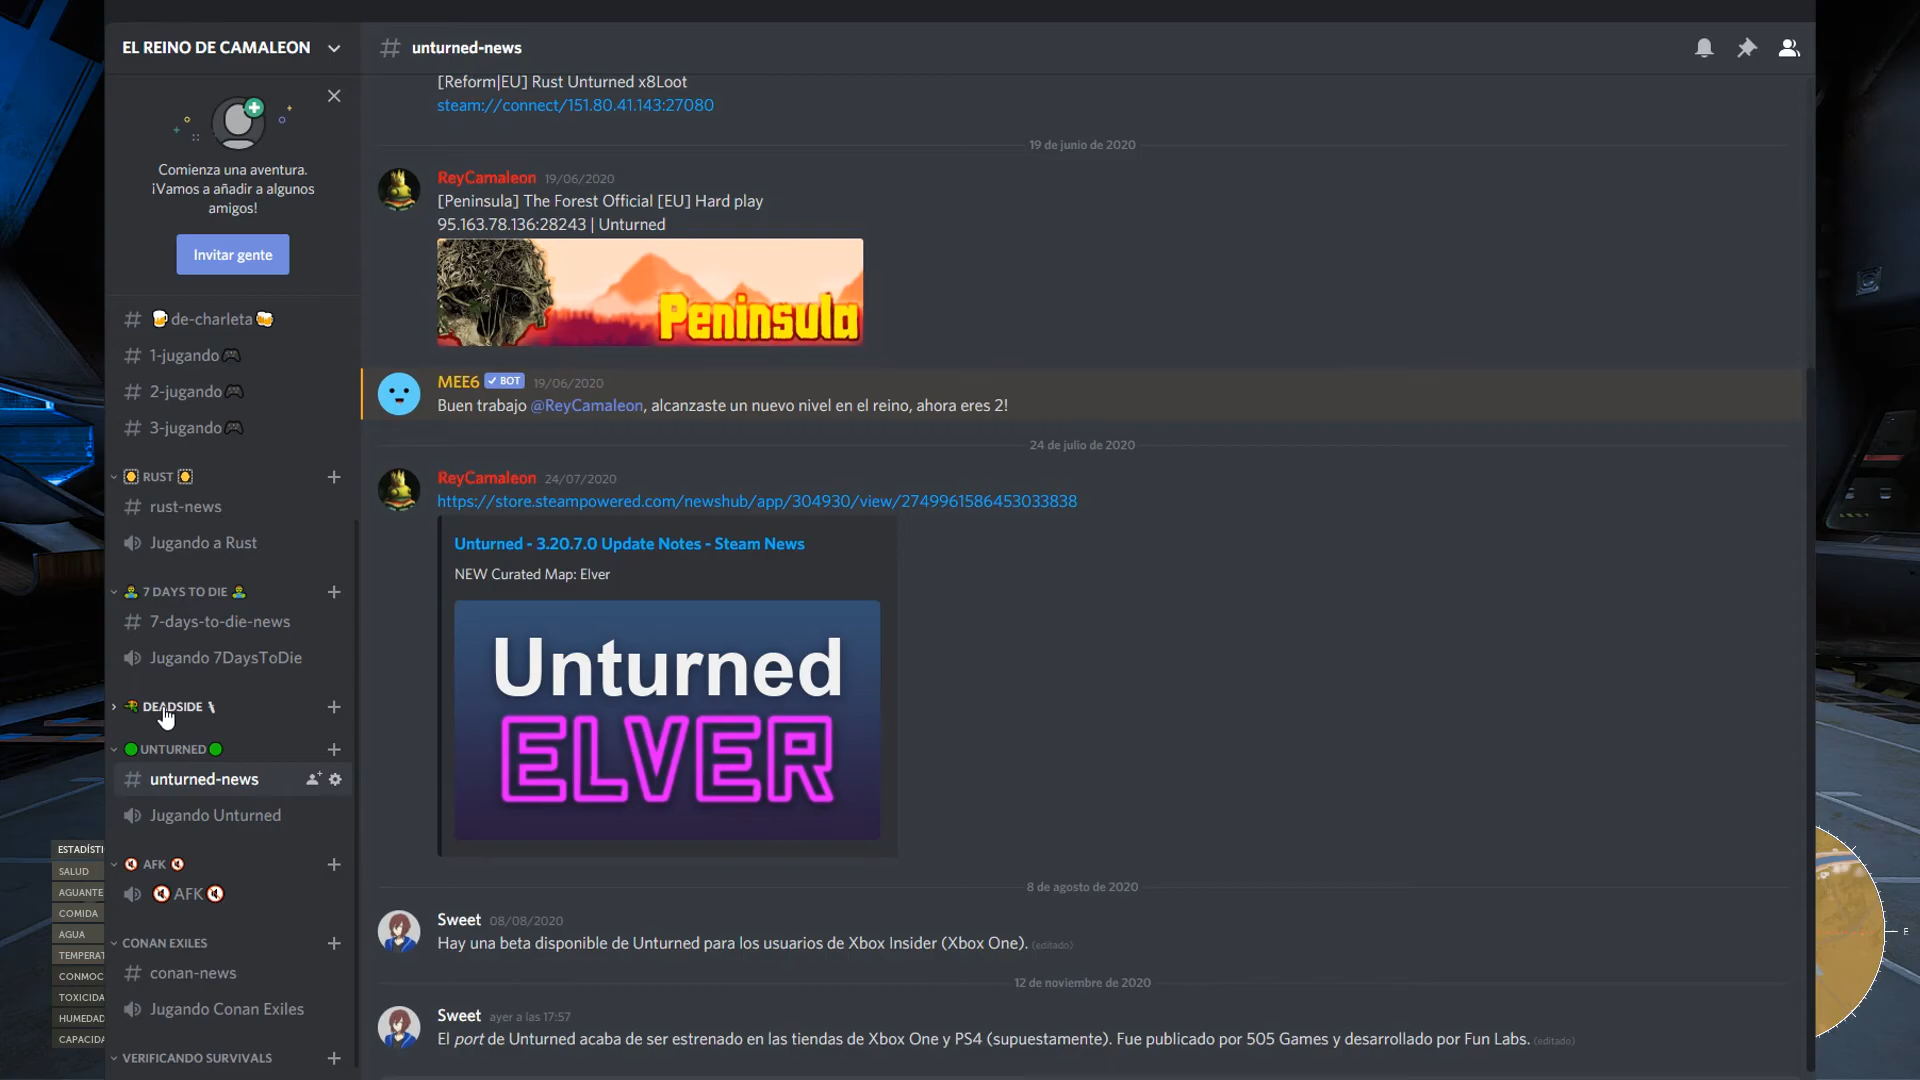 EL REINO DE CAMALEON
Comienza una aventura.
¡Vamos a añadir a algunos
amigos!
Invitar gente
# 🍺de-charleta🍻
# 1-jugando🎮
# 2-jugando🎮
# 3-jugando🎮
RUST
# rust-news
Jugando a Rust
🧟 7 DAYS TO DIE 🧟
# 7-days-to-die-news
Jugando 7DaysToDie
DEADSIDE
🟢UNTURNED🟢
# unturned-news
Jugando Unturned
🔇 AFK 🔇
🔇AFK🔇
CONAN EXILES
# conan-news
Jugando Conan Exiles
VERIFICANDO SURVIVALS
# unturned-news
[Reform|EU] Rust Unturned x8Loot
steam://connect/151.80.41.143:27080
19 de junio de 2020
ReyCamaleon 19/06/2020
[Peninsula] The Forest Official [EU] Hard play
95.163.78.136:28243 | Unturned
Peninsula
MEE6 ✓ BOT 19/06/2020
Buen trabajo @ReyCamaleon, alcanzaste un nuevo nivel en el reino, ahora eres 2!
24 de julio de 2020
ReyCamaleon 24/07/2020
https://store.steampowered.com/newshub/app/304930/view/2749961586453033838
Unturned - 3.20.7.0 Update Notes - Steam News
NEW Curated Map: Elver
Unturned
ELVER
8 de agosto de 2020
Sweet 08/08/2020
Hay una beta disponible de Unturned para los usuarios de Xbox Insider (Xbox One). (editado)
12 de noviembre de 2020
Sweet ayer a las 17:57
El port de Unturned acaba de ser estrenado en las tiendas de Xbox One y PS4 (supuestamente). Fue publicado por 505 Games y desarrollado por Fun Labs. (editado)
ESTADÍSTI
SALUD
AGUANTE
COMIDA
AGUA
TEMPERAT
CONMOC
TOXICIDA
HUMEDAD
CAPACIDA
E